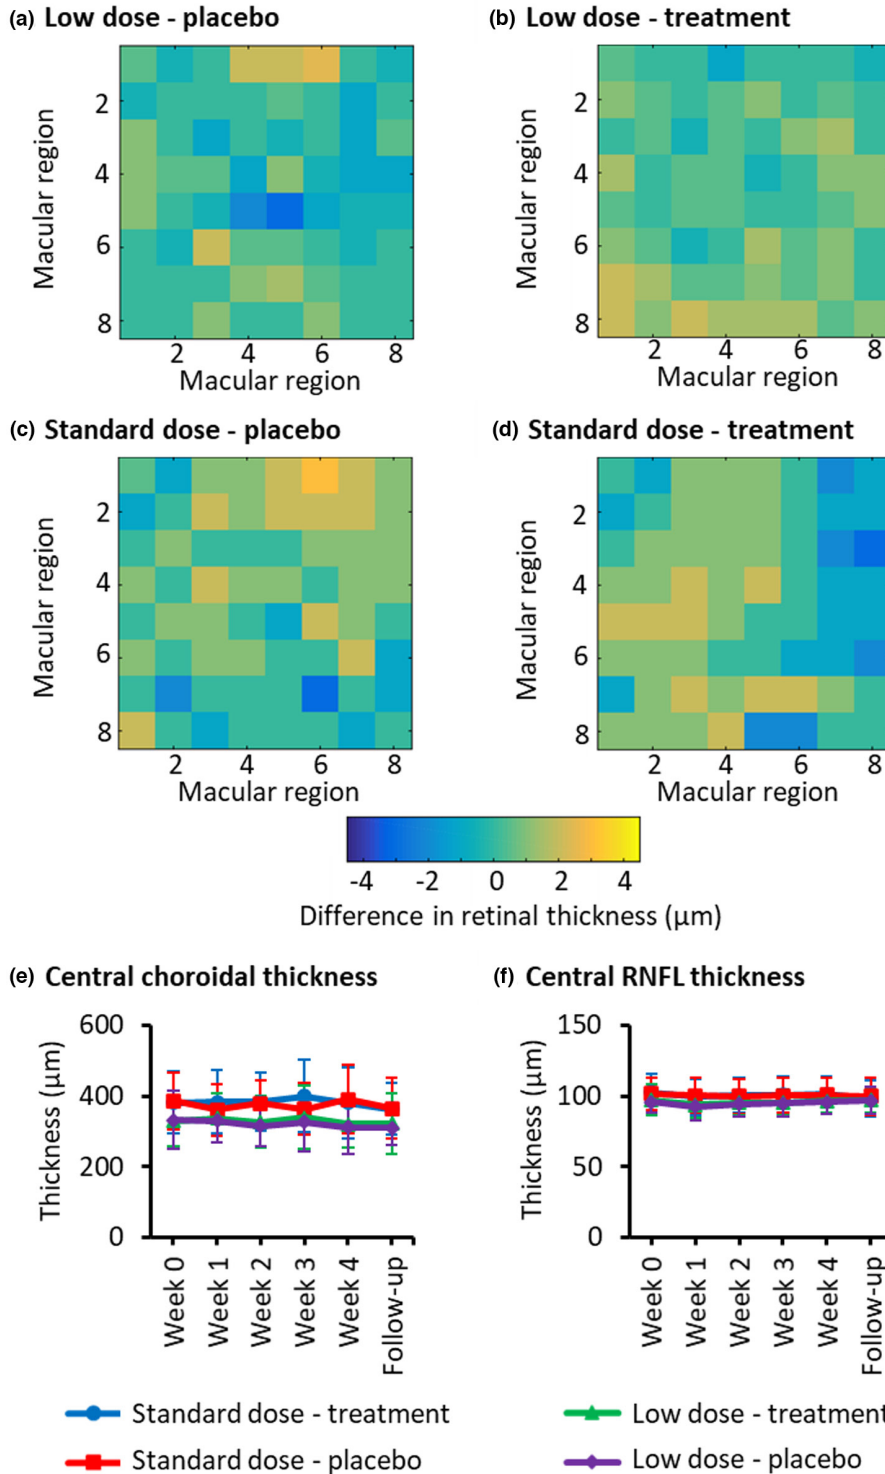 (a) Low dose - placebo
(b) Low dose - treatment
Macular region
2
4
6
8
2 4 6 8
Macular region
Macular region
2
4
6
8
2 4 6 8
Macular region
(c) Standard dose - placebo
(d) Standard dose - treatment
Macular region
2
4
6
8
2 4 6 8
Macular region
Macular region
2
4
6
8
2 4 6 8
Macular region
-4 -2 0 2 4
Difference in retinal thickness (μm)
(e) Central choroidal thickness
(f) Central RNFL thickness
Thickness (μm)
600
400
200
0
Week 0
Week 1
Week 2
Week 3
Week 4
Follow-up
Thickness (μm)
150
100
50
0
Week 0
Week 1
Week 2
Week 3
Week 4
Follow-up
Standard dose - treatment
Low dose - treatment
Standard dose - placebo
Low dose - placebo